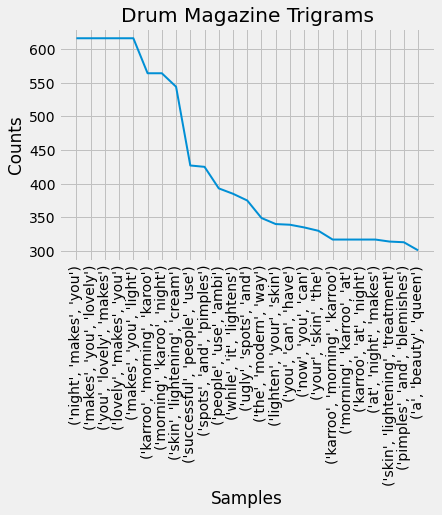 Drum Magazine Trigrams
Counts
600
550
500
450
400
350
300
('night', 'makes', 'you')
('makes', 'you', 'lovely')
('you', 'lovely', 'makes')
('lovely', 'makes', 'you')
('makes', 'you', 'light')
('karroo', 'morning', 'karoo')
('morning', 'karoo', 'night')
('skin', 'lightening', 'cream')
('successful', 'people', 'use')
('spots', 'and', 'pimples')
('people', 'use', 'ambi')
('while', 'it', 'lightens')
('ugly', 'spots', 'and')
('the', 'modern', 'way')
('lighten', 'your', 'skin')
('you', 'can', 'have')
('now', 'you', 'can')
('your', 'skin', 'the')
('karroo', 'morning', 'karroo')
('morning', 'karroo', 'at')
('karroo', 'at', 'night')
('at', 'night', 'makes')
('skin', 'lightening', 'treatment')
('pimples', 'and', 'blemishes')
('a', 'beauty', 'queen')
Samples